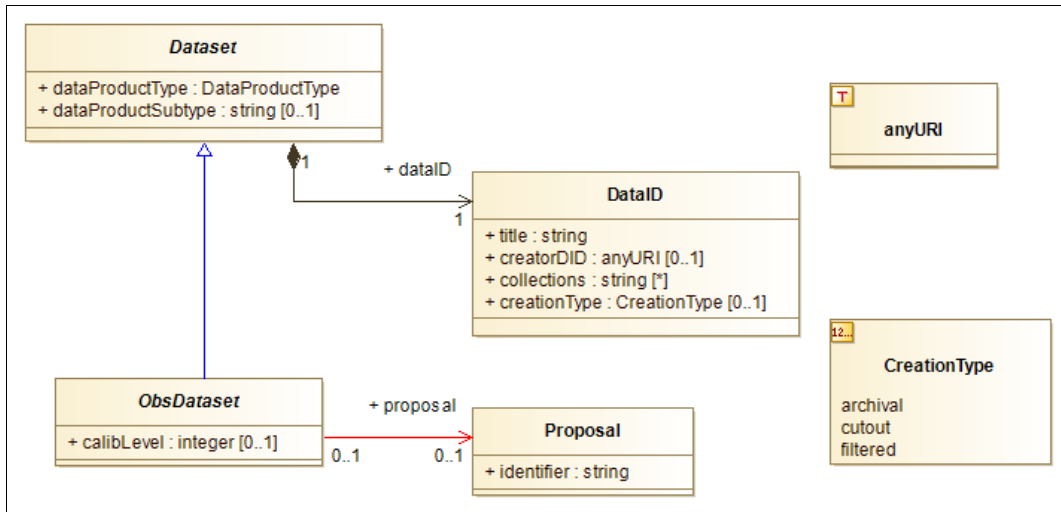 Dataset
+ dataProductType : DataProductType
+ dataProductSubtype : string [0..1]
1
+ dataID
1
T
anyURI
DataID
+ title : string
+ creatorDID : anyURI [0..1]
+ collections : string [*]
+ creationType : CreationType [0..1]
12...
CreationType
archival
cutout
filtered
ObsDataset
+ calibLevel : integer [0..1]
+ proposal
0..1
0..1
Proposal
+ identifier : string